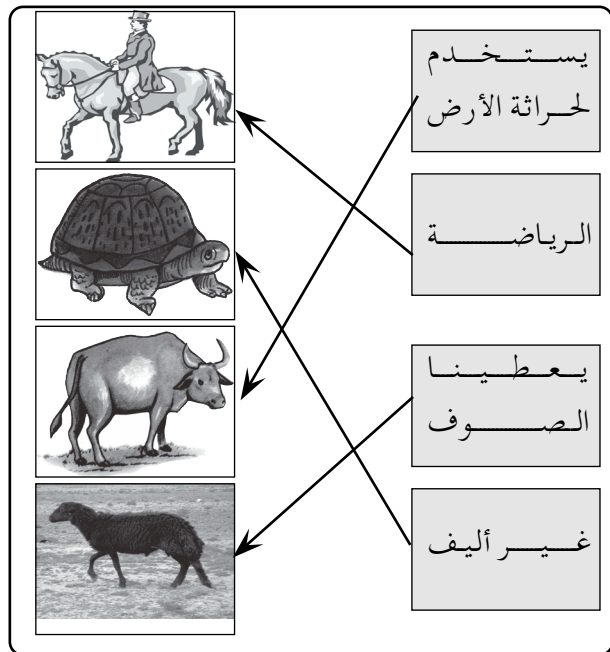 يستخدم
لحراثة الأرض
الرياضة
يعطينا
الصوف
غير أليف